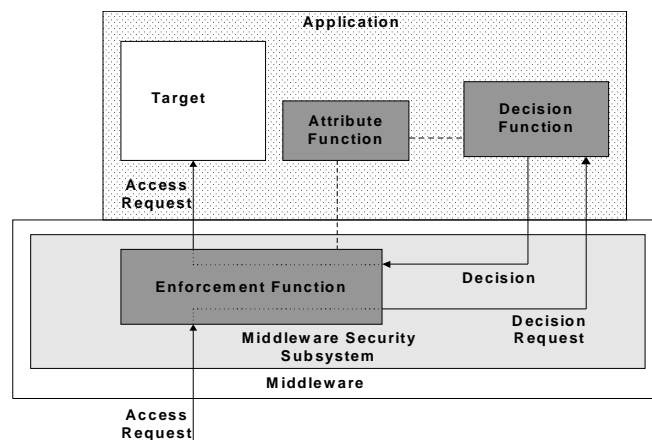 Application
Target
Attribute
Function
Decision
Function
Access
Request
Enforcement Function
Decision
Decision
Request
Middleware Security
Subsystem
Middleware
Access
Request